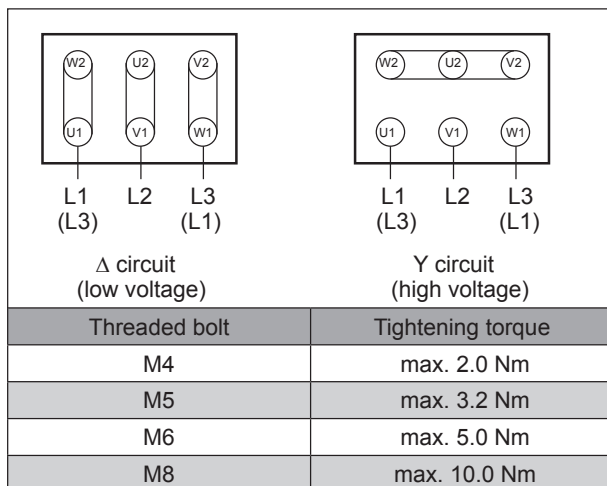 W2 U2 V2 W2 U2 V2
U1 V1 W1 U1 V1 W1
L1 L2 L3 L1 L2 L3
(L3) (L1) (L3) (L1)
Δ circuit Y circuit
(low voltage) (high voltage)
Threaded bolt Tightening torque
M4 max. 2.0 Nm
M5 max. 3.2 Nm
M6 max. 5.0 Nm
M8 max. 10.0 Nm